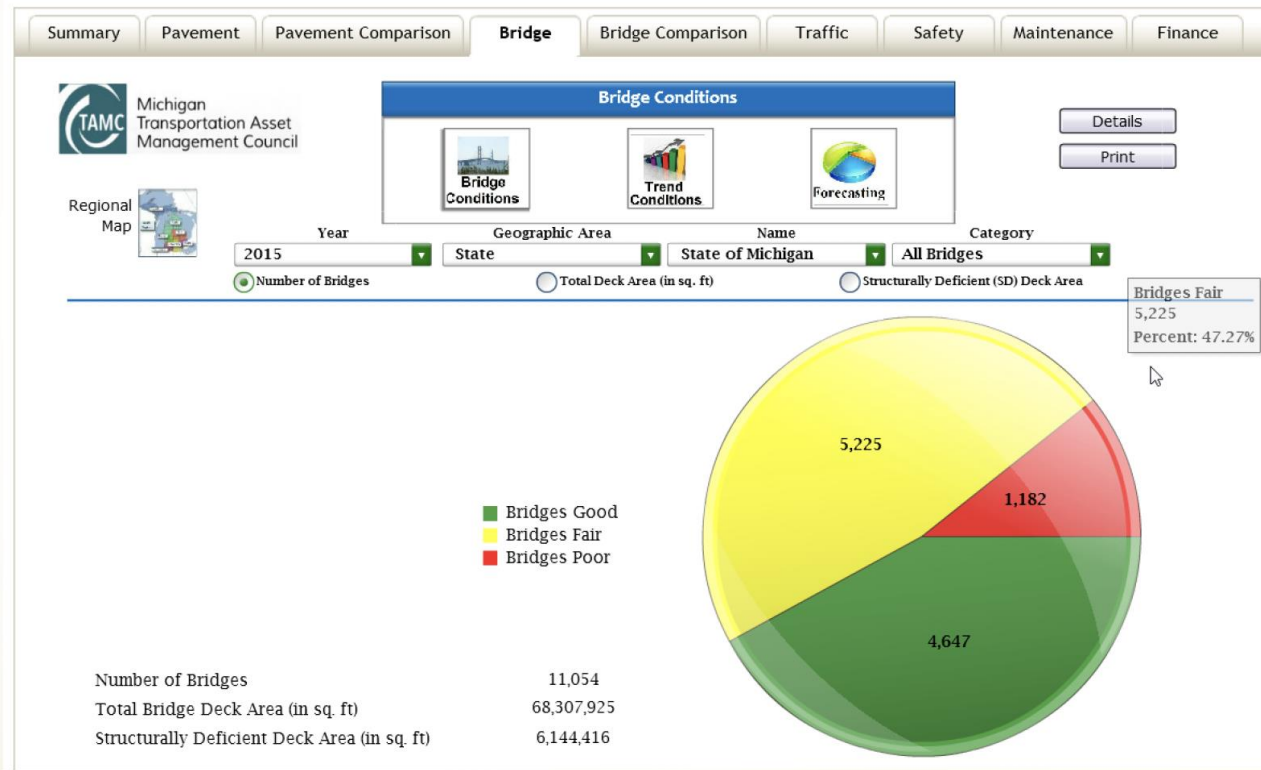 Summary
Pavement
Pavement Comparison
Bridge
Bridge Comparison
Traffic
Safety
Maintenance
Finance
TAMC
Michigan
Transportation Asset
Management Council
Bridge Conditions
Bridge
Conditions
Trend
Conditions
Forecasting
Details
Print
Regional
Map
Year
Geographic Area
Name
Category
2015
State
State of Michigan
All Bridges
Number of Bridges
Total Deck Area (in sq. ft)
Structurally Deficient (SD) Deck Area
Bridges Fair
5,225
Percent: 47.27%
5,225
1,182
4,647
Bridges Good
Bridges Fair
Bridges Poor
Number of Bridges 11,054
Total Bridge Deck Area (in sq. ft) 68,307,925
Structurally Deficient Deck Area (in sq. ft) 6,144,416